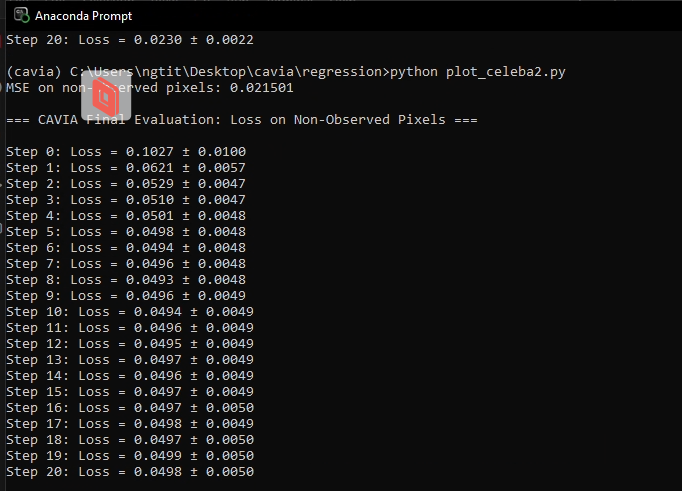 Anaconda Prompt
Step 20: Loss = 0.0230 ± 0.0022
(cavia) C:\Users\ngtit\Desktop\cavia\regression>python plot_celeba2.py
MSE on non-observed pixels: 0.021501
=== CAVIA Final Evaluation: Loss on Non-Observed Pixels ===
Step 0: Loss = 0.1027 ± 0.0100
Step 1: Loss = 0.0621 ± 0.0057
Step 2: Loss = 0.0529 ± 0.0047
Step 3: Loss = 0.0510 ± 0.0047
Step 4: Loss = 0.0501 ± 0.0048
Step 5: Loss = 0.0498 ± 0.0048
Step 6: Loss = 0.0494 ± 0.0048
Step 7: Loss = 0.0496 ± 0.0048
Step 8: Loss = 0.0493 ± 0.0048
Step 9: Loss = 0.0496 ± 0.0049
Step 10: Loss = 0.0494 ± 0.0049
Step 11: Loss = 0.0496 ± 0.0049
Step 12: Loss = 0.0495 ± 0.0049
Step 13: Loss = 0.0497 ± 0.0049
Step 14: Loss = 0.0496 ± 0.0049
Step 15: Loss = 0.0497 ± 0.0049
Step 16: Loss = 0.0497 ± 0.0050
Step 17: Loss = 0.0498 ± 0.0049
Step 18: Loss = 0.0497 ± 0.0050
Step 19: Loss = 0.0499 ± 0.0050
Step 20: Loss = 0.0498 ± 0.0050